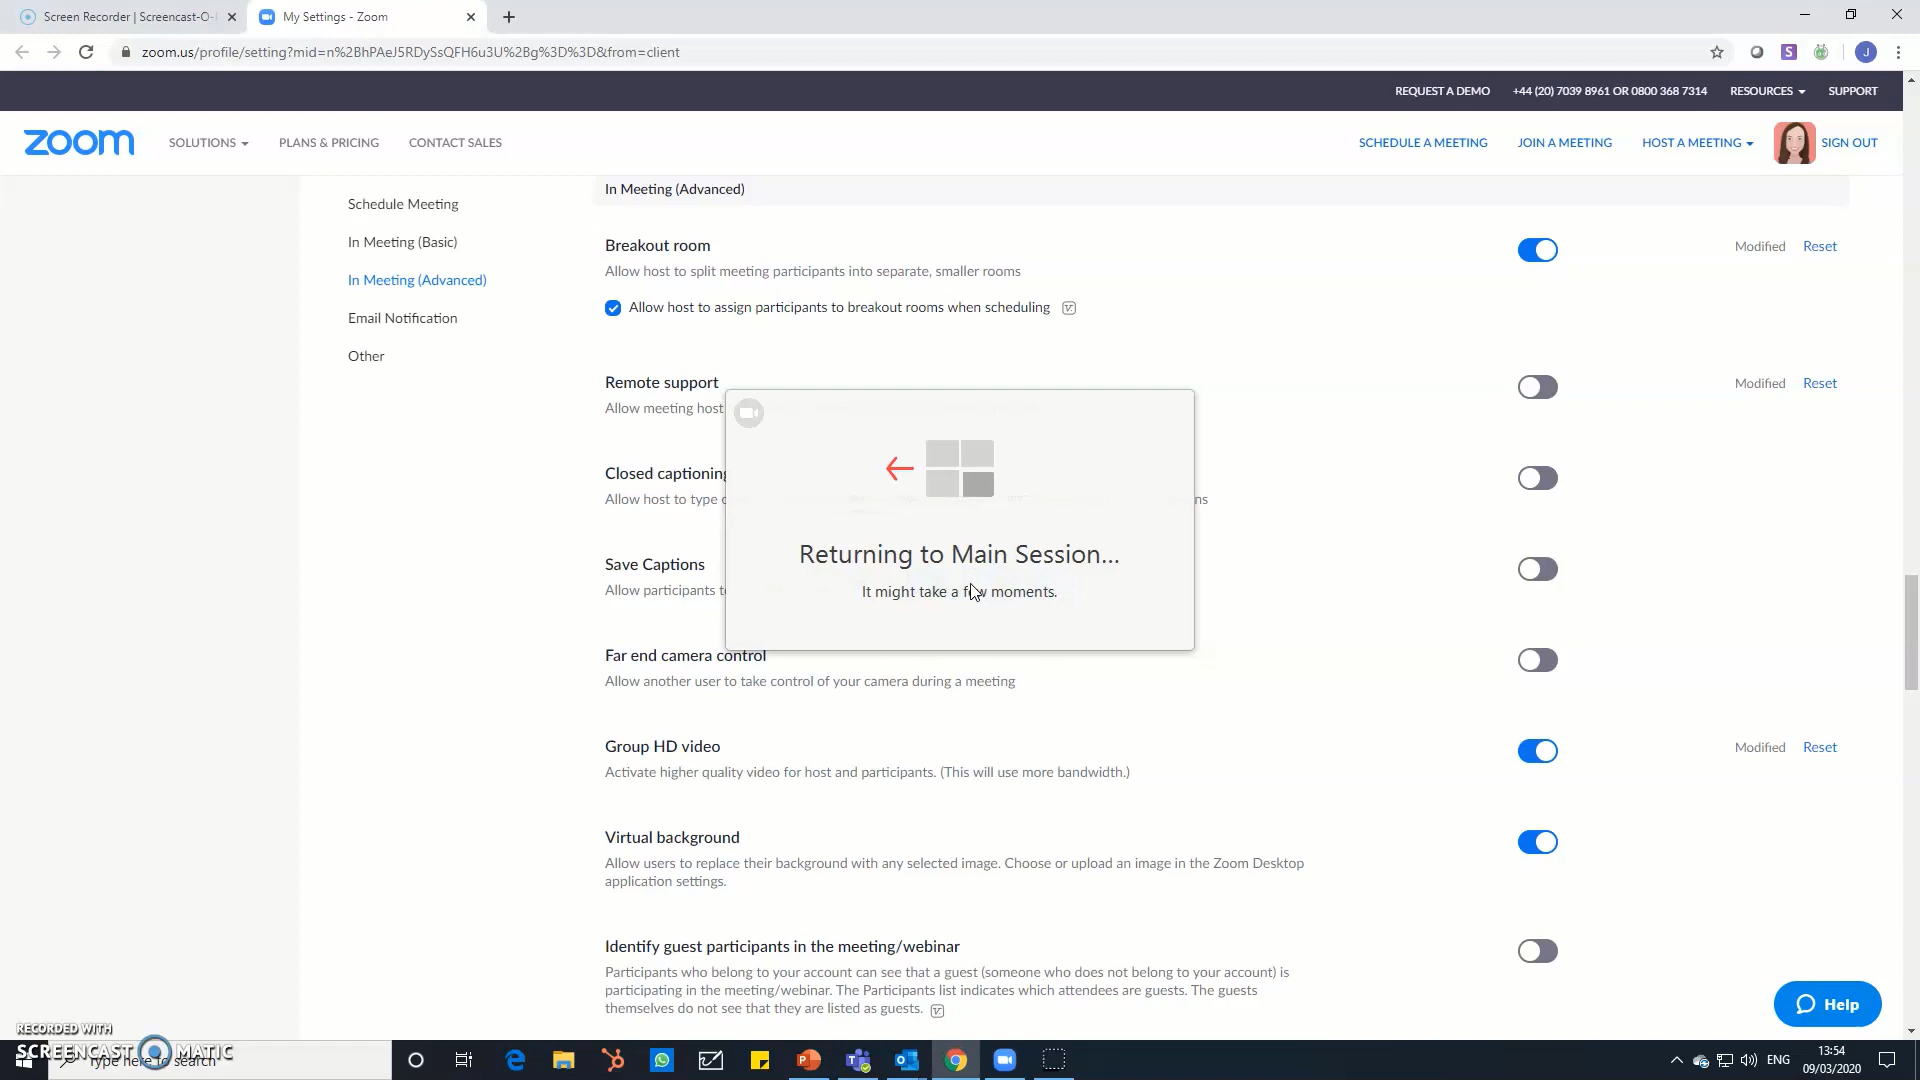 Screen Recorder | Screencast-O-
My Settings - Zoom
zoom.us/profile/setting?mid=n%2BhPAeJ5RDySsQFH6u3U%2Bg%3D%3D&from=client
S
J
REQUEST A DEMO
+44 (20) 7039 8961 OR 0800 368 7314
RESOURCES
SUPPORT
zoom
SOLUTIONS
PLANS & PRICING
CONTACT SALES
SCHEDULE A MEETING
JOIN A MEETING
HOST A MEETING
SIGN OUT
Schedule Meeting
In Meeting (Basic)
In Meeting (Advanced)
Email Notification
Other
In Meeting (Advanced)
Breakout room
Modified
Reset
Allow host to split meeting participants into separate, smaller rooms
Allow host to assign participants to breakout rooms when scheduling
Remote support
Modified
Reset
Allow meeting host
Closed captioning
Allow host to type
Save Captions
Allow participants
Returning to Main Session...
It might take a few moments.
Far end camera control
Allow another user to take control of your camera during a meeting
Group HD video
Modified
Reset
Activate higher quality video for host and participants. (This will use more bandwidth.)
Virtual background
Allow users to replace their background with any selected image. Choose or upload an image in the Zoom Desktop
application settings.
Identify guest participants in the meeting/webinar
Participants who belong to your account can see that a guest (someone who does not belong to your account) is
participating in the meeting/webinar. The Participants list indicates which attendees are guests. The guests
themselves do not see that they are listed as guests.
Help
RECORDED WITH
SCREENCAST MATIC
Type here to search
ENG
13:54
09/03/2020